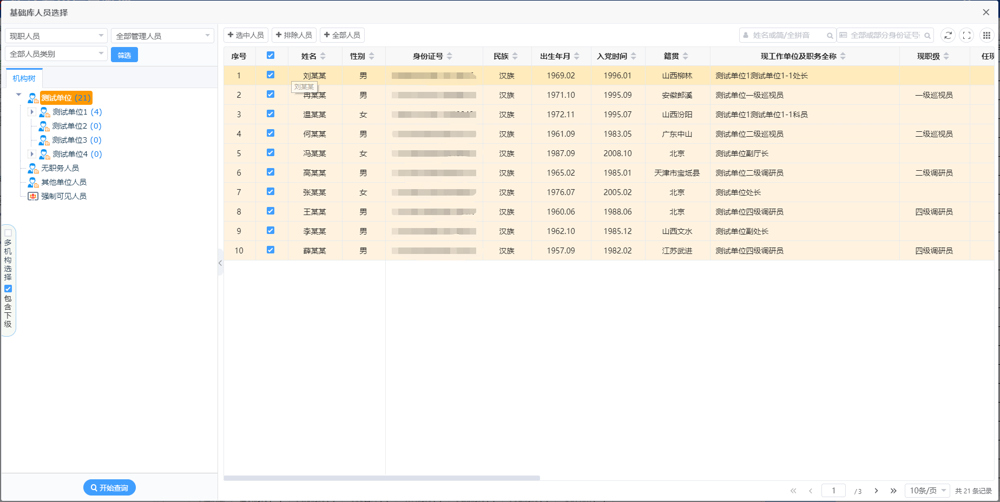 基础库人员选择
现职人员
全部管理人员
全部人员类别
筛选
机构树
测试单位 (21)
测试单位1 (4)
测试单位2 (0)
测试单位3 (0)
测试单位4 (0)
无职务人员
其他单位人员
强制可见人员
多机构选择
包含下级
开始查询
选中人员 排除人员 全部人员 姓名或简/全拼音 全部或部分身份证号
序号 姓名 性别 身份证号 民族 出生年月 入党时间 籍贯 现工作单位及职务全称 现职级 任现
1 刘某某 男 汉族 1969.02 1996.01 山西柳林 测试单位1测试单位1-1处长
刘某某
2 冉某某 男 汉族 1971.10 1995.09 安徽郎溪 测试单位一级巡视员 一级巡视员
3 温某某 女 汉族 1972.11 1995.07 山西汾阳 测试单位1测试单位1-1科员
4 何某某 男 汉族 1961.09 1983.05 广东中山 测试单位二级巡视员 二级巡视员
5 冯某某 女 汉族 1987.09 2008.10 北京 测试单位副厅长
6 高某某 男 汉族 1965.02 1985.01 天津市宝坻县 测试单位二级调研员 二级调研员
7 张某某 女 汉族 1976.07 2005.02 北京 测试单位处长
8 王某某 男 汉族 1960.06 1988.06 北京 测试单位四级调研员 四级调研员
9 李某某 男 汉族 1962.10 1985.12 山西文水 测试单位副处长
10 薛某某 男 汉族 1957.09 1982.02 江苏武进 测试单位四级调研员 四级调研员
1 /3 10条/页 共 21 条记录